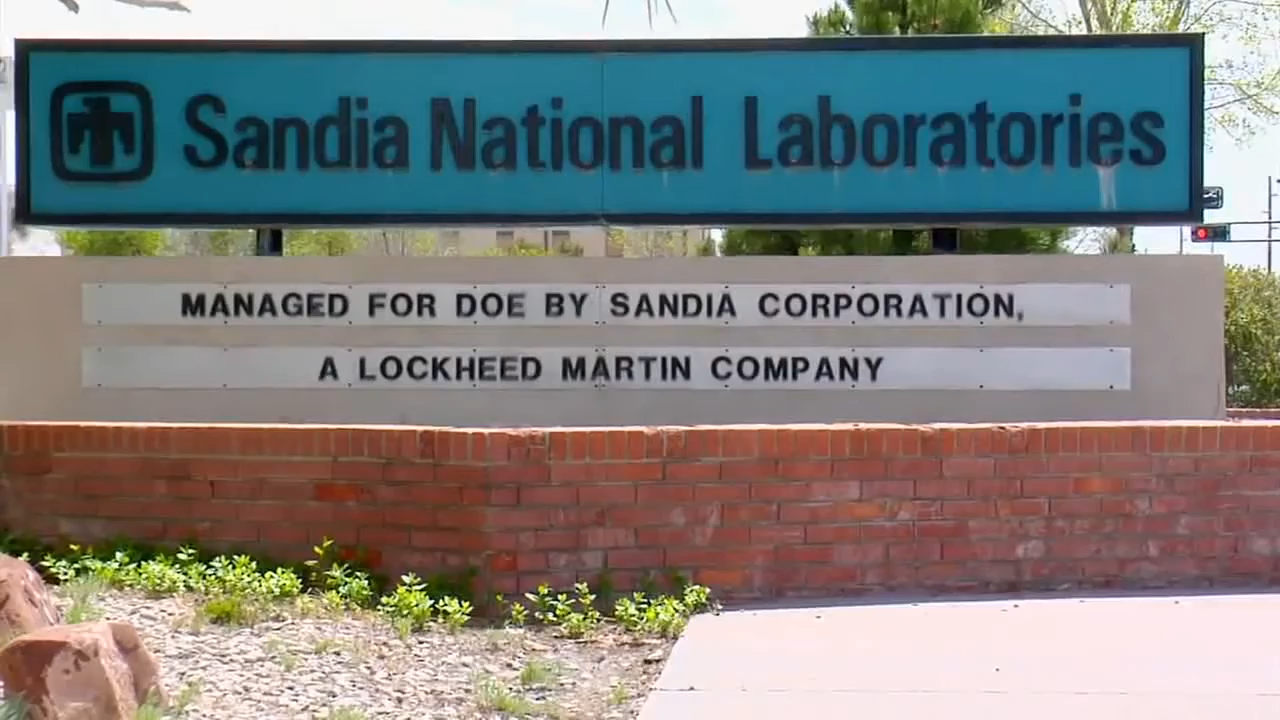 Sandia National Laboratories
MANAGED FOR DOE BY SANDIA CORPORATION,
A LOCKHEED MARTIN COMPANY